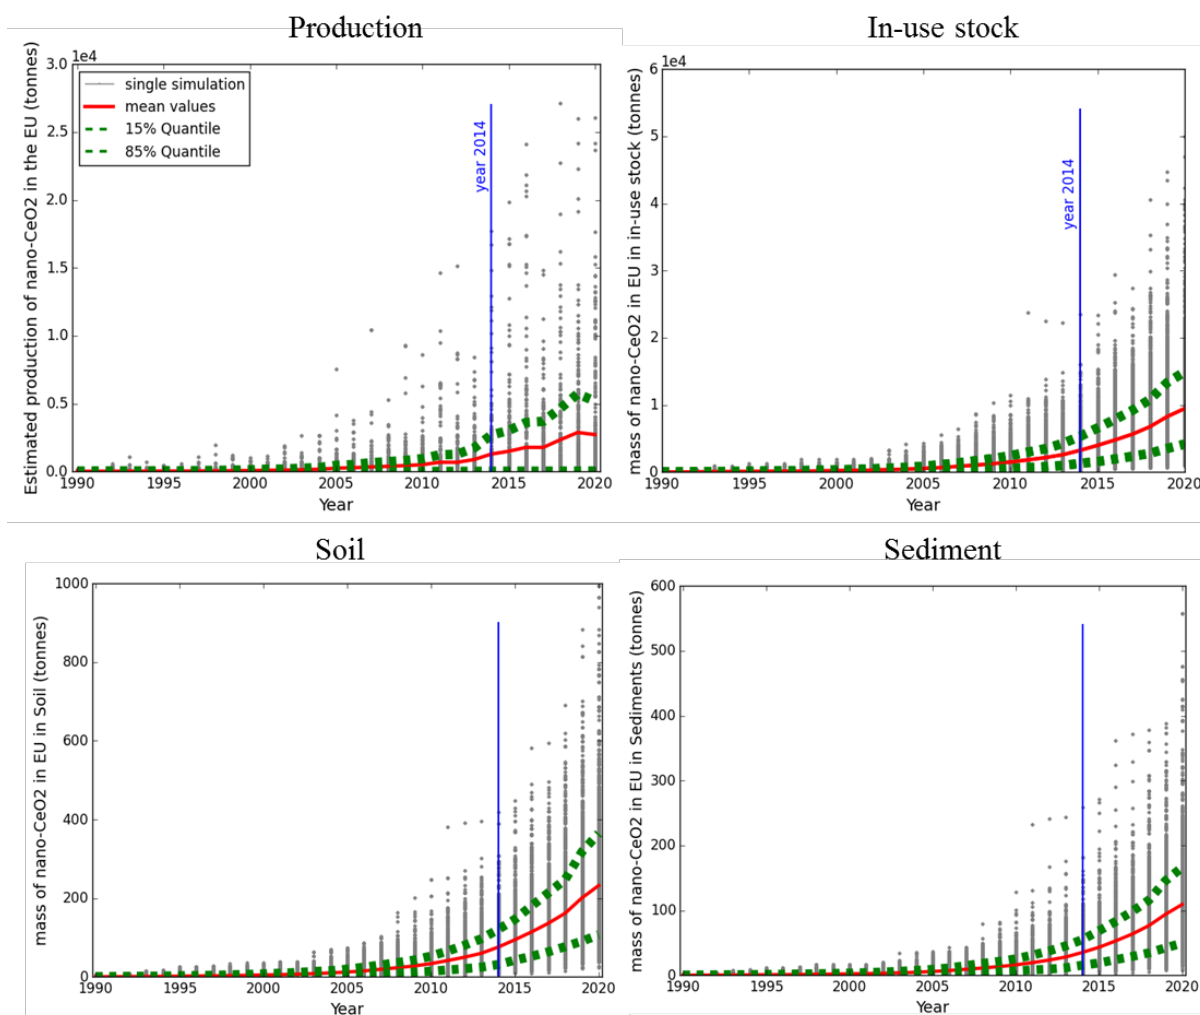 Production
1e4
3.0
2.5
2.0
1.5
1.0
0.5
0.0
Estimated production of nano-CeO2 in the EU (tonnes)
single simulation
mean values
15% Quantile
85% Quantile
year 2014
1990 1995 2000 2005 2010 2015 2020
Year
In-use stock
1e4
6
5
4
3
2
1
0
mass of nano-CeO2 in EU in in-use stock (tonnes)
year 2014
1990 1995 2000 2005 2010 2015 2020
Year
Soil
1000
800
600
400
200
0
mass of nano-CeO2 in EU in Soil (tonnes)
1990 1995 2000 2005 2010 2015 2020
Year
Sediment
600
500
400
300
200
100
0
mass of nano-CeO2 in EU in Sediments (tonnes)
1990 1995 2000 2005 2010 2015 2020
Year